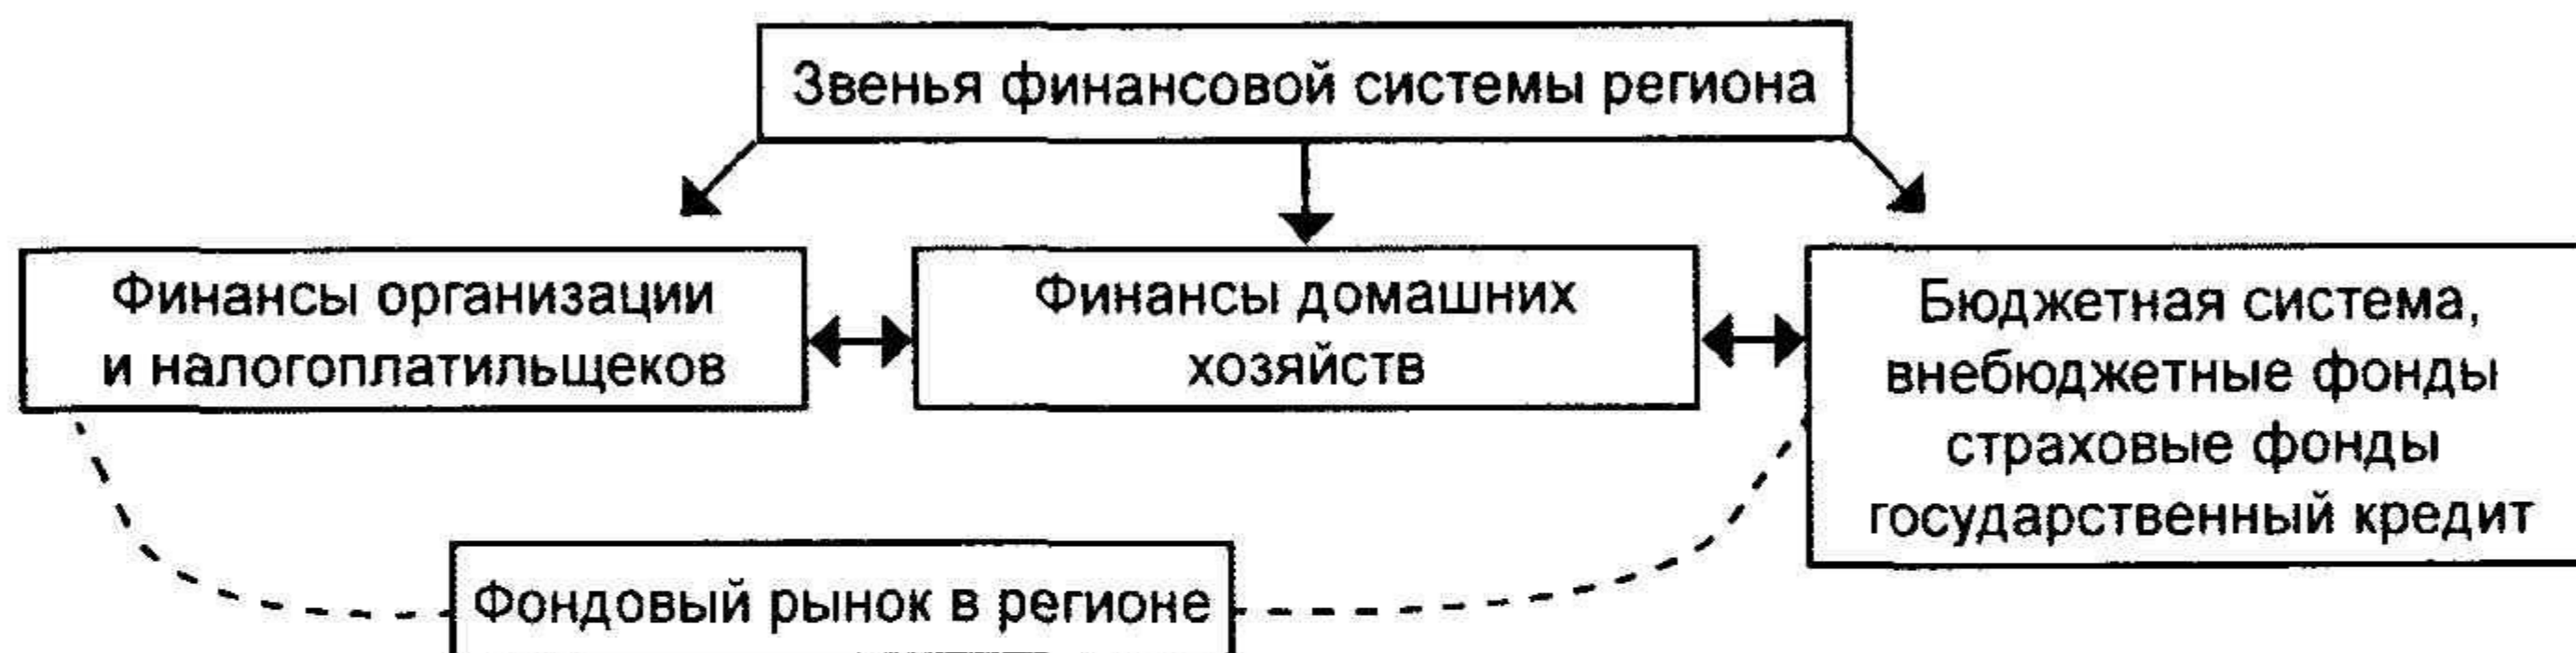 Звенья финансовой системы региона
Финансы организации
и налогоплатильщеков
Финансы домашних
хозяйств
Бюджетная система,
внебюджетные фонды
страховые фонды
государственный кредит
Фондовый рынок в регионе